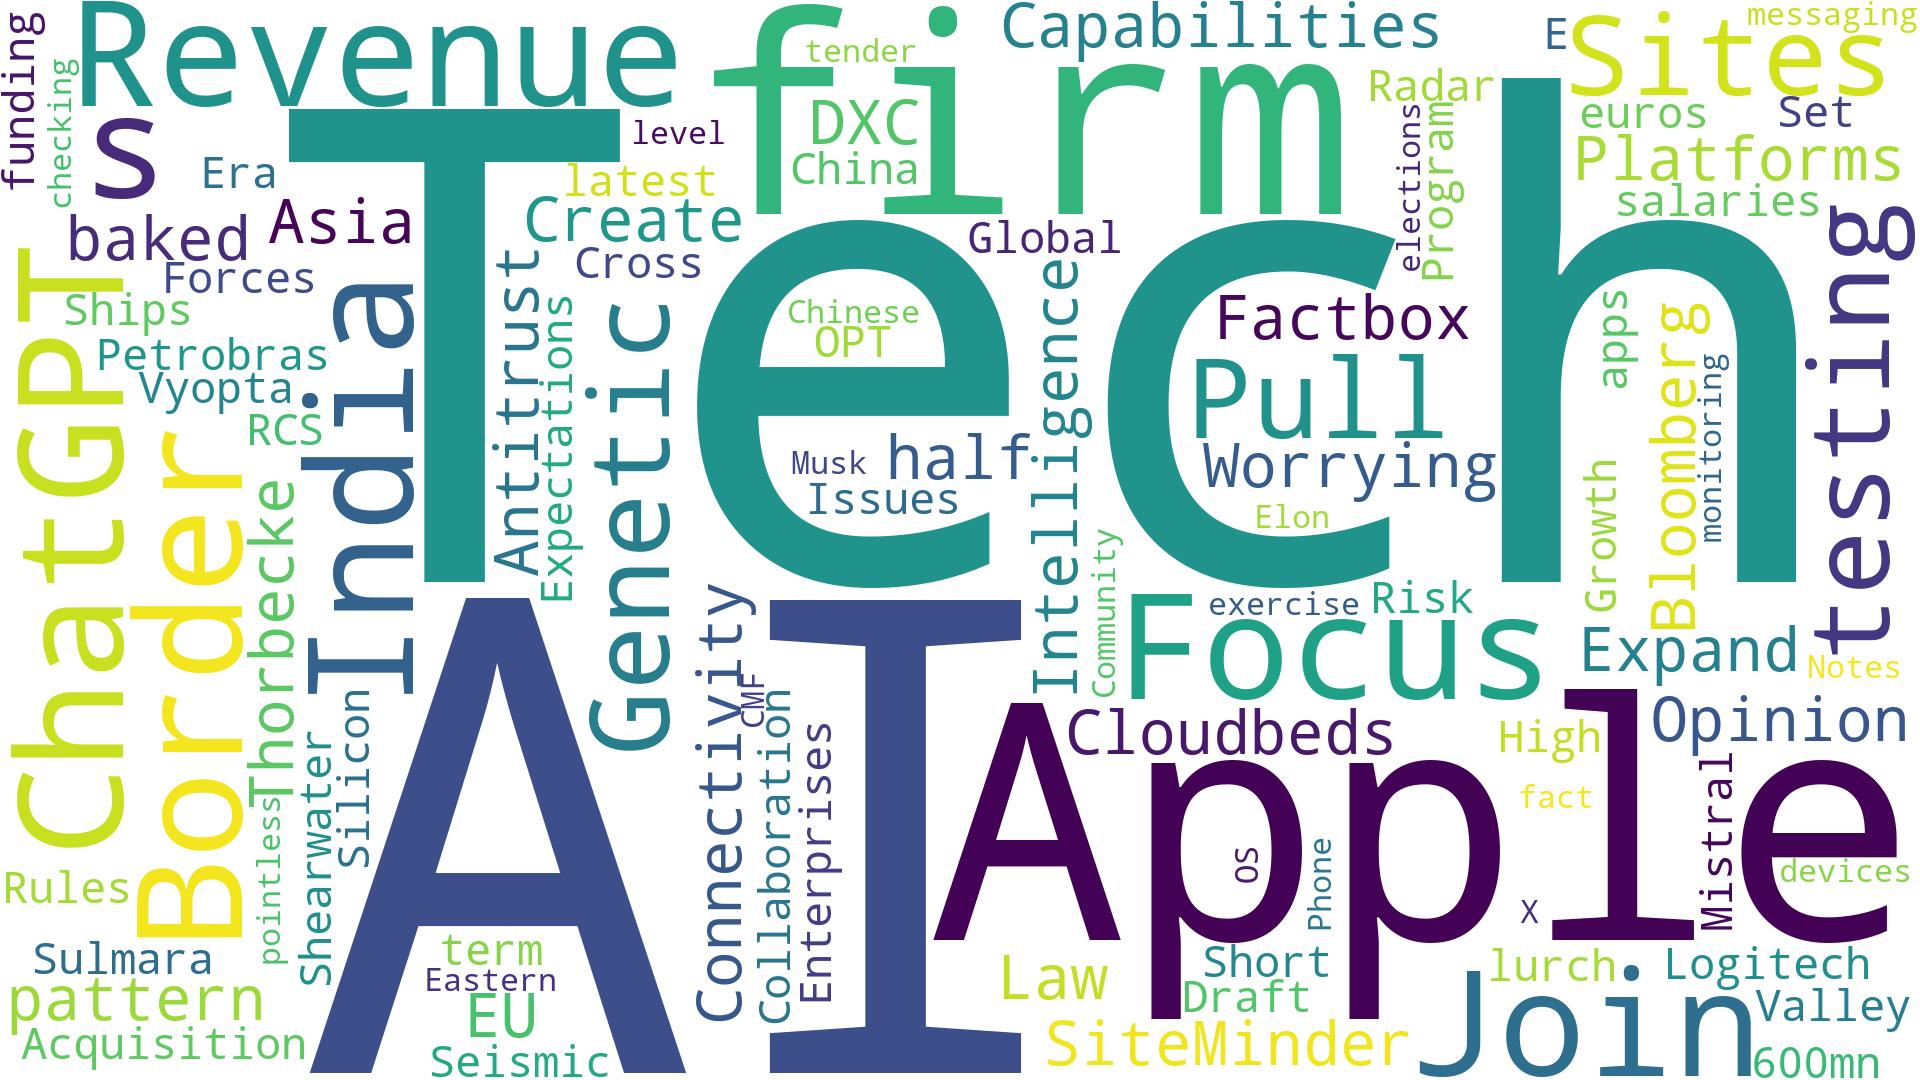 Revenue
firm
tender
Capabilities
E
Sites
messaging
funding
checking
s
level
DXC
China
Radar
elections
Program
euros
Set
Platforms
salaries
Era
latest
Tech
baked
Asia
Create
Cross
Global
Forces
ChatGPT
Ships
Petrobras
Vyopta
RCS
Border
Thorbecke
India
Antitrust
Expectations
Genetic
Chinese
OPT
Musk
half
Issues
Intelligence
Community
Factbox
Pull
Worrying
Elon
apps
Growth
Bloomberg
monitoring
testing
exercise
Risk
Focus
Expand
Notes
Opinion
AI
Apple
Cloudbeds
High
fact
Mistral
devices
Connectivity
CMF
Collaboration
Enterprises
Silicon
Shearwater
pointless
Rules
OS
Phone
X
Sulmara
pattern
Acquisition
term
Eastern
EU
Seismic
Law
Short
Draft
SiteMinder
lurch
Join
Logitech
Valley
600mn